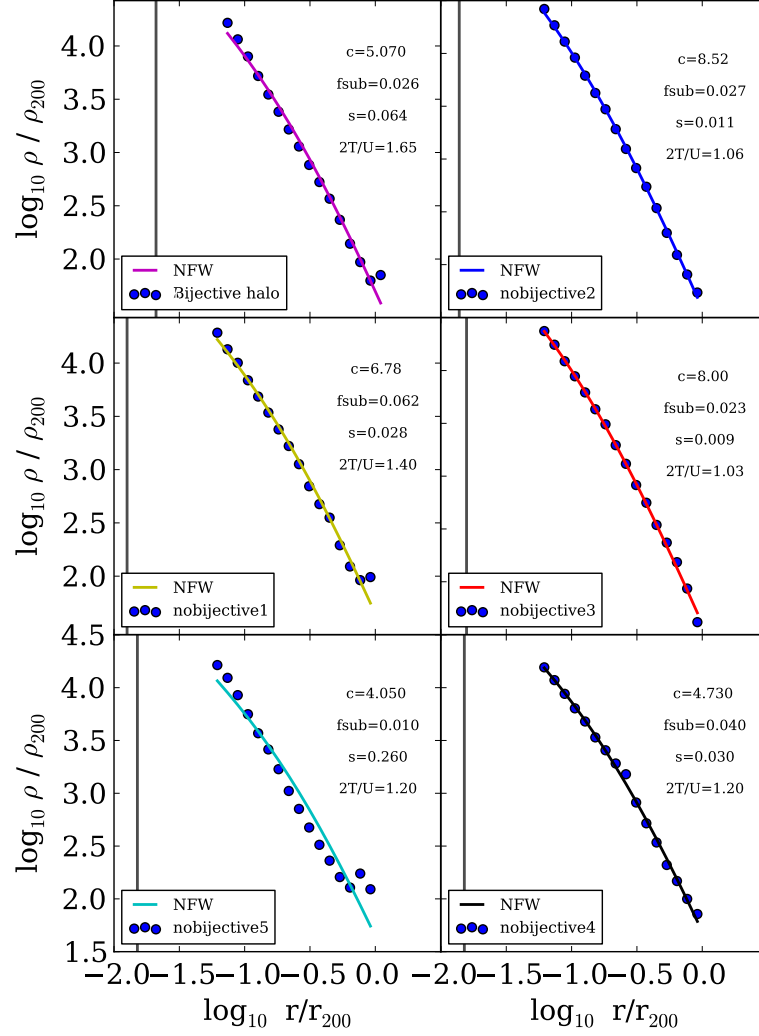 4.0
3.5
3.0
2.5
2.0
log₁₀ ρ / ρ₂₀₀
c=5.070
fsub=0.026
s=0.064
2T/U=1.65
NFW
Bijective halo
c=8.52
fsub=0.027
s=0.011
2T/U=1.06
NFW
nobjective2
4.0
3.5
3.0
2.5
2.0
1.5
log₁₀ ρ / ρ₂₀₀
c=6.78
fsub=0.062
s=0.028
2T/U=1.40
NFW
nobijective1
c=8.00
fsub=0.023
s=0.009
2T/U=1.03
NFW
nobijective3
4.5
4.0
3.5
3.0
2.5
2.0
1.5
log₁₀ ρ / ρ₂₀₀
c=4.050
fsub=0.010
s=0.260
2T/U=1.20
NFW
nobijective5
c=4.730
fsub=0.040
s=0.030
2T/U=1.20
NFW
nobijective4
−2.0 −1.5 −1.0 −0.5 0.0
−2.0 −1.5 −1.0 −0.5 0.0
log₁₀ r/r₂₀₀
log₁₀ r/r₂₀₀